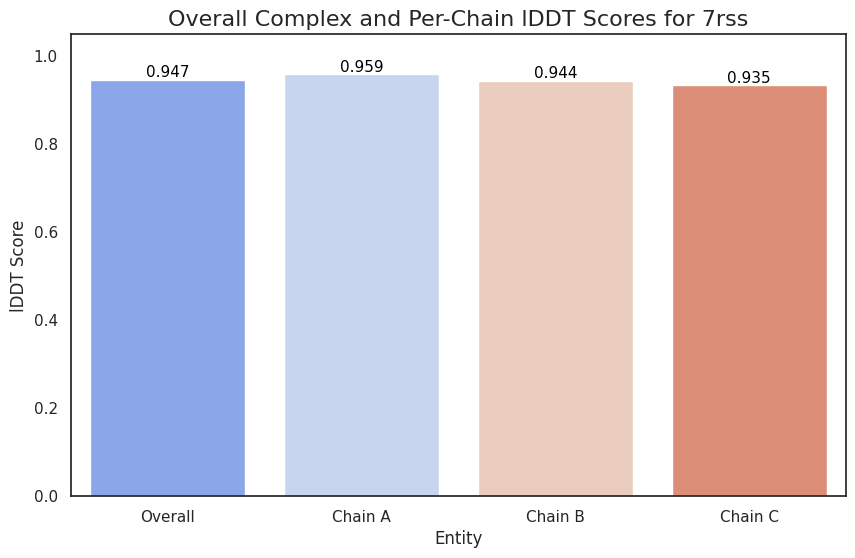 Overall Complex and Per-Chain lDDT Scores for 7rss
1.0
0.8
0.6
0.4
0.2
0.0
lDDT Score
0.947
0.959
0.944
0.935
Overall
Chain A
Chain B
Chain C
Entity